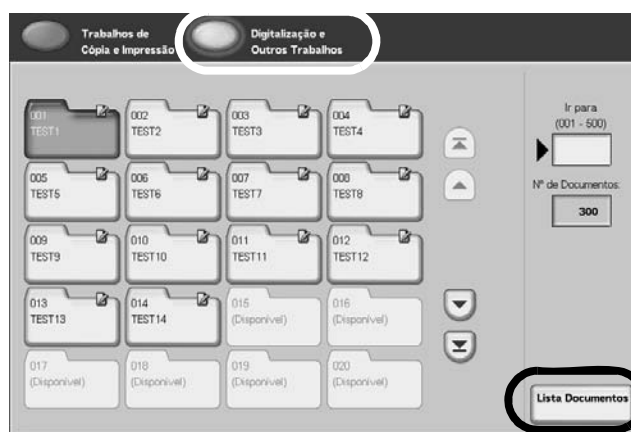 Trabalhos de
Cópia e Impressão
Digitalização e
Outros Trabalhos
001
TEST1
002
TEST2
003
TEST3
004
TEST4
005
TEST5
006
TEST6
007
TEST7
008
TEST8
009
TEST9
010
TEST10
011
TEST11
012
TEST12
013
TEST13
014
TEST14
015
(Disponível)
016
(Disponível)
017
(Disponível)
018
(Disponível)
019
(Disponível)
020
(Disponível)
Ir para
(001 - 500)
Nº de Documentos:
300
Lista Documentos